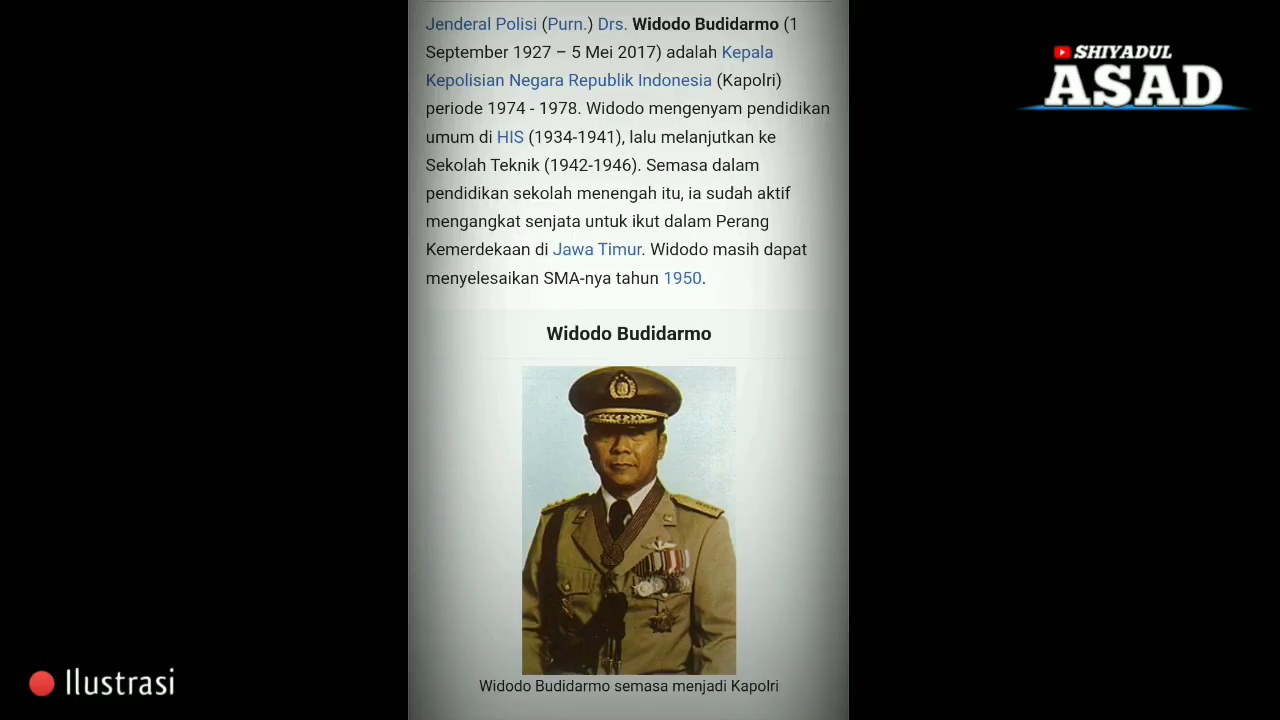 Jenderal Polisi (Purn.) Drs. Widodo Budidarmo (1
September 1927 – 5 Mei 2017) adalah Kepala
Kepolisian Negara Republik Indonesia (Kapolri)
periode 1974 - 1978. Widodo mengenyam pendidikan
umum di HIS (1934-1941), lalu melanjutkan ke
Sekolah Teknik (1942-1946). Semasa dalam
pendidikan sekolah menengah itu, ia sudah aktif
mengangkat senjata untuk ikut dalam Perang
Kemerdekaan di Jawa Timur. Widodo masih dapat
menyelesaikan SMA-nya tahun 1950.
Widodo Budidarmo
Widodo Budidarmo semasa menjadi Kapolri
SHIYADUL
ASAD
Ilustrasi